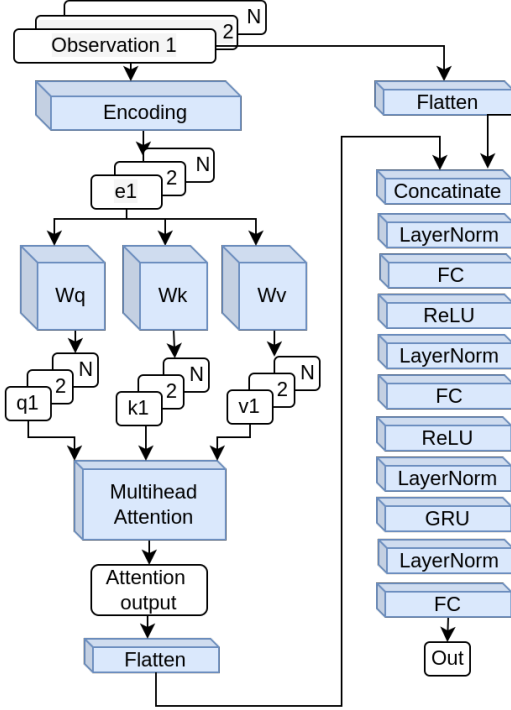 N
2
Observation 1
Encoding
Flatten
N
2
e1
Concatinate
LayerNorm
FC
ReLU
LayerNorm
FC
ReLU
LayerNorm
GRU
LayerNorm
FC
Out
Wq
Wk
Wv
N
2
q1
N
2
k1
N
2
v1
Multihead
Attention
Attention
output
Flatten